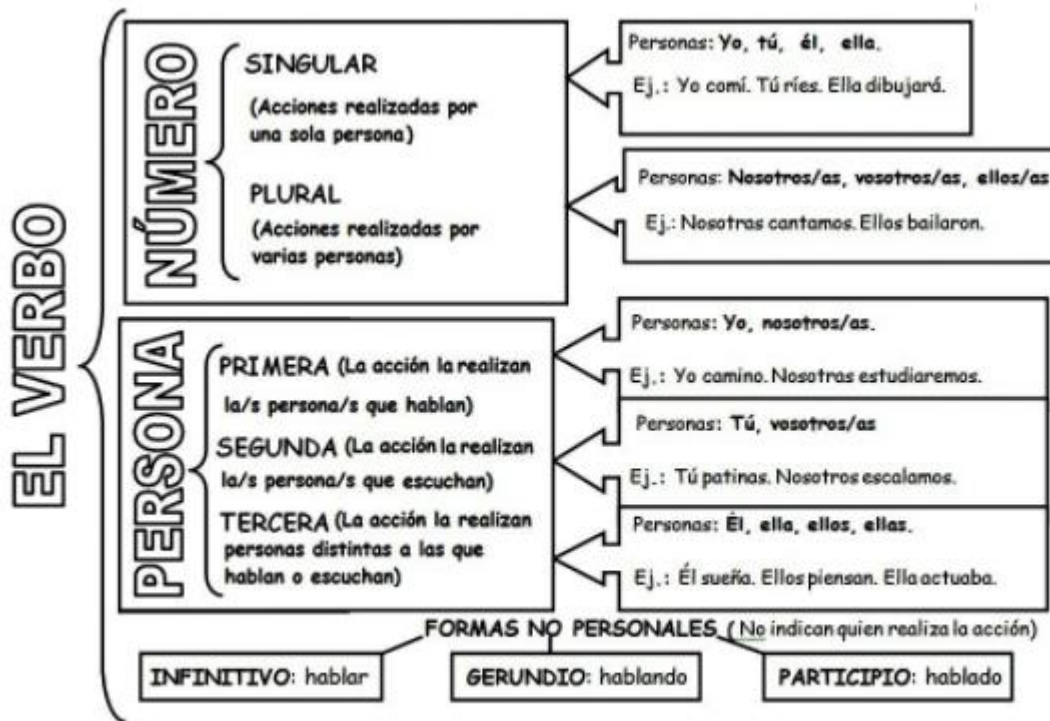 EL VERBO
NÚMERO
SINGULAR
(Acciones realizadas por
una sola persona)
PLURAL
(Acciones realizadas por
varias personas)
Personas: Yo, tú, él, ella.
Ej.: Yo comí. Tú ríes. Ella dibujará.
Personas: Nosotros/as, vosotros/as, ellos/as
Ej.: Nosotras cantamos. Ellos bailaron.
PERSONA
PRIMERA (La acción la realizan
la/s persona/s que hablan)
SEGUNDA (La acción la realizan
la/s persona/s que escuchan)
TERCERA (La acción la realizan
personas distintas a las que
hablan o escuchan)
Personas: Yo, nosotros/as.
Ej.: Yo camino. Nosotras estudiaremos.
Personas: Tú, vosotros/as
Ej.: Tú patinas. Nosotros escalamos.
Personas: Él, ella, ellos, ellas.
Ej.: Él sueña. Ellos piensan. Ella actuaba.
FORMAS NO PERSONALES (No indican quien realiza la acción)
INFINITIVO: hablar
GERUNDIO: hablando
PARTICIPIO: hablado